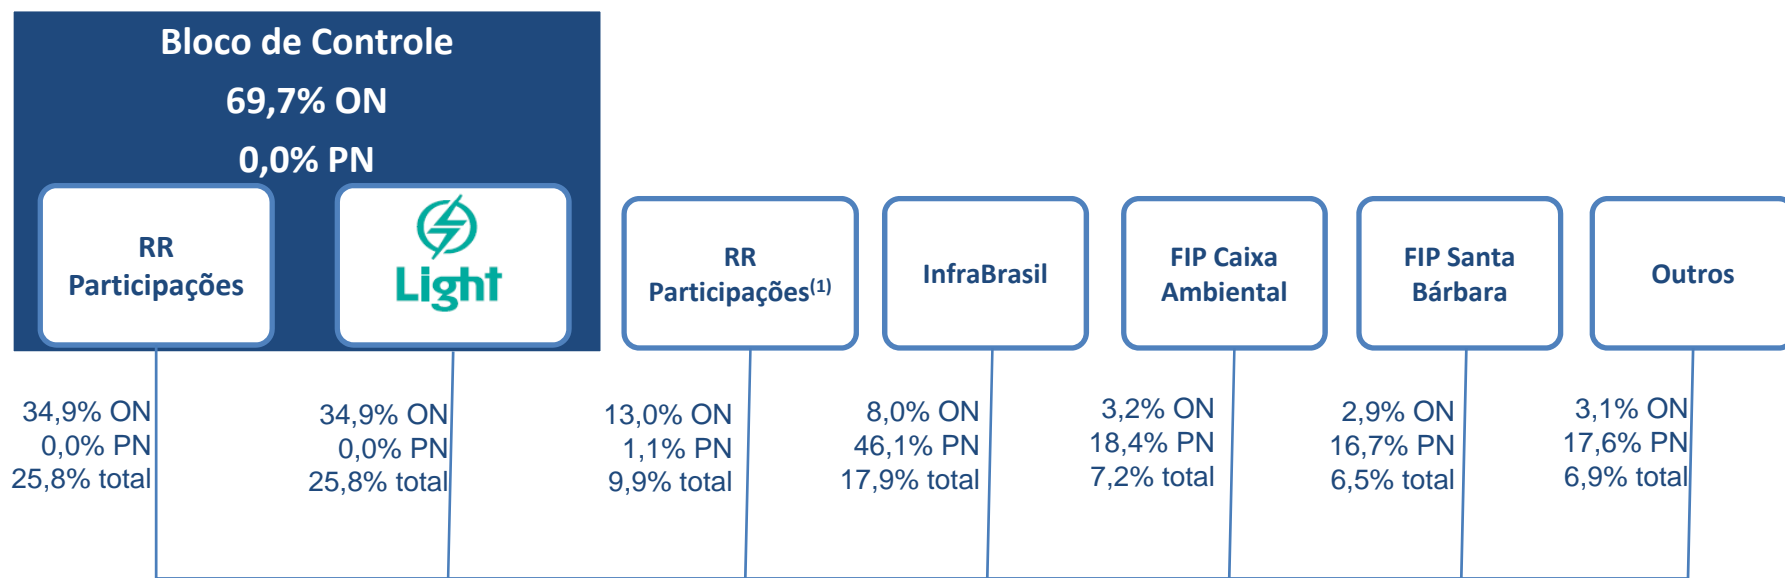 Bloco de Controle
69,7% ON
0,0% PN
RR
Participações
Light
RR
Participações(1)
InfraBrasil
FIP Caixa
Ambiental
FIP Santa
Bárbara
Outros
34,9% ON
0,0% PN
25,8% total
34,9% ON
0,0% PN
25,8% total
13,0% ON
1,1% PN
9,9% total
8,0% ON
46,1% PN
17,9% total
3,2% ON
18,4% PN
7,2% total
2,9% ON
16,7% PN
6,5% total
3,1% ON
17,6% PN
6,9% total